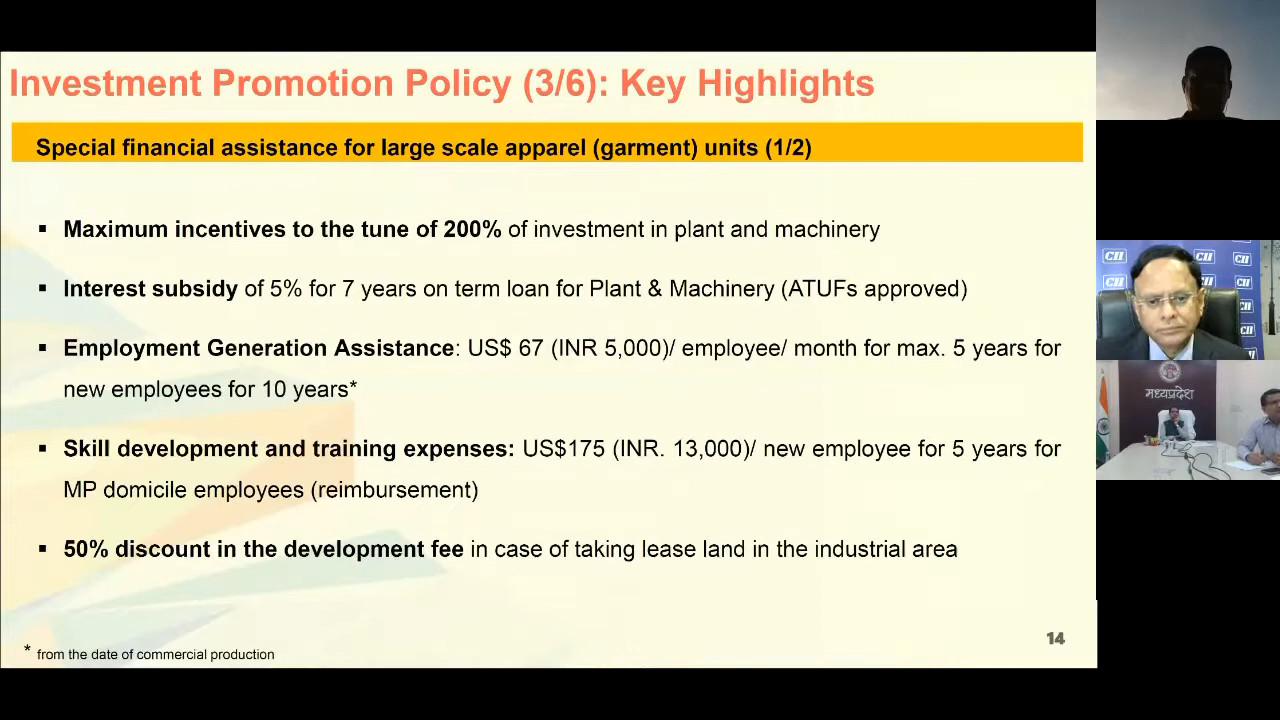 Investment Promotion Policy (3/6): Key Highlights
Special financial assistance for large scale apparel (garment) units (1/2)
▪ Maximum incentives to the tune of 200% of investment in plant and machinery
▪ Interest subsidy of 5% for 7 years on term loan for Plant & Machinery (ATUFs approved)
▪ Employment Generation Assistance: US$ 67 (INR 5,000)/ employee/ month for max. 5 years for
new employees for 10 years*
▪ Skill development and training expenses: US$175 (INR. 13,000)/ new employee for 5 years for
MP domicile employees (reimbursement)
▪ 50% discount in the development fee in case of taking lease land in the industrial area
* from the date of commercial production
14
CII
CII
CII
CII
CII
मध्यप्रदेश